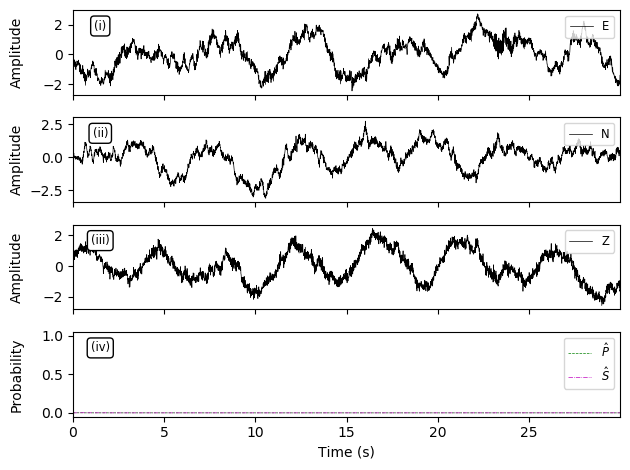 (i)
E
Amplitude
2
0
−2
(ii)
N
Amplitude
2.5
0.0
−2.5
(iii)
Z
Amplitude
2
0
−2
(iv)
P̂
Ŝ
Probability
1.0
0.5
0.0
0 5 10 15 20 25
Time (s)